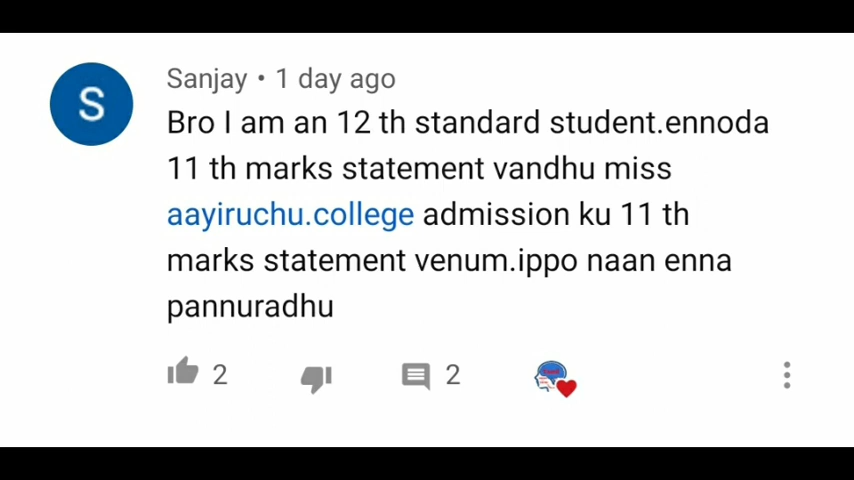 S
Sanjay • 1 day ago
Bro I am an 12 th standard student.ennoda
11 th marks statement vandhu miss
aayiruchu.college admission ku 11 th
marks statement venum.ippo naan enna
pannuradhu
2
2